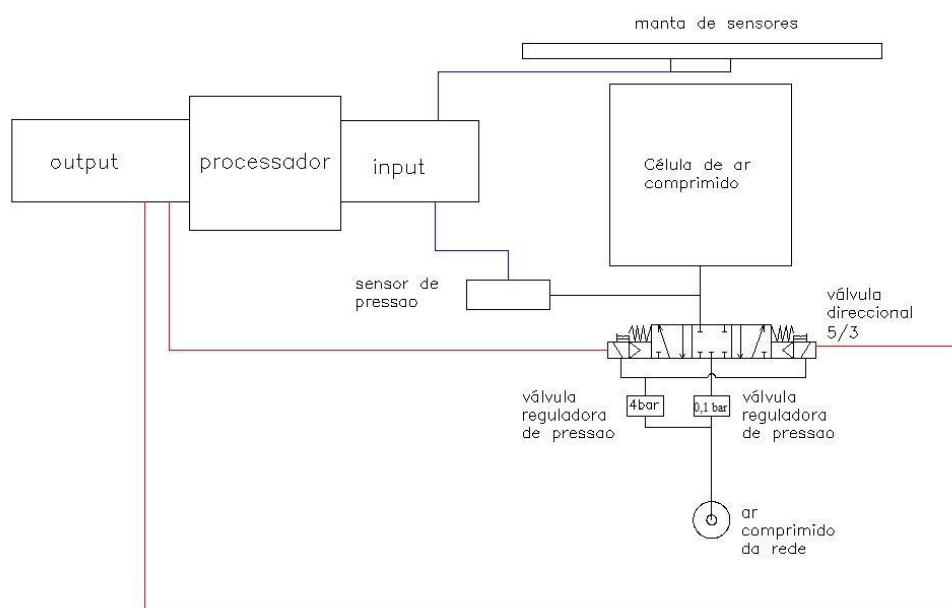 manta de sensores
output
processador
input
Célula de ar
comprimido
sensor de
pressao
válvula
direccional
5/3
válvula
reguladora
de pressao
4bar
0,1 bar
válvula
reguladora
de pressao
ar
comprimido
da rede